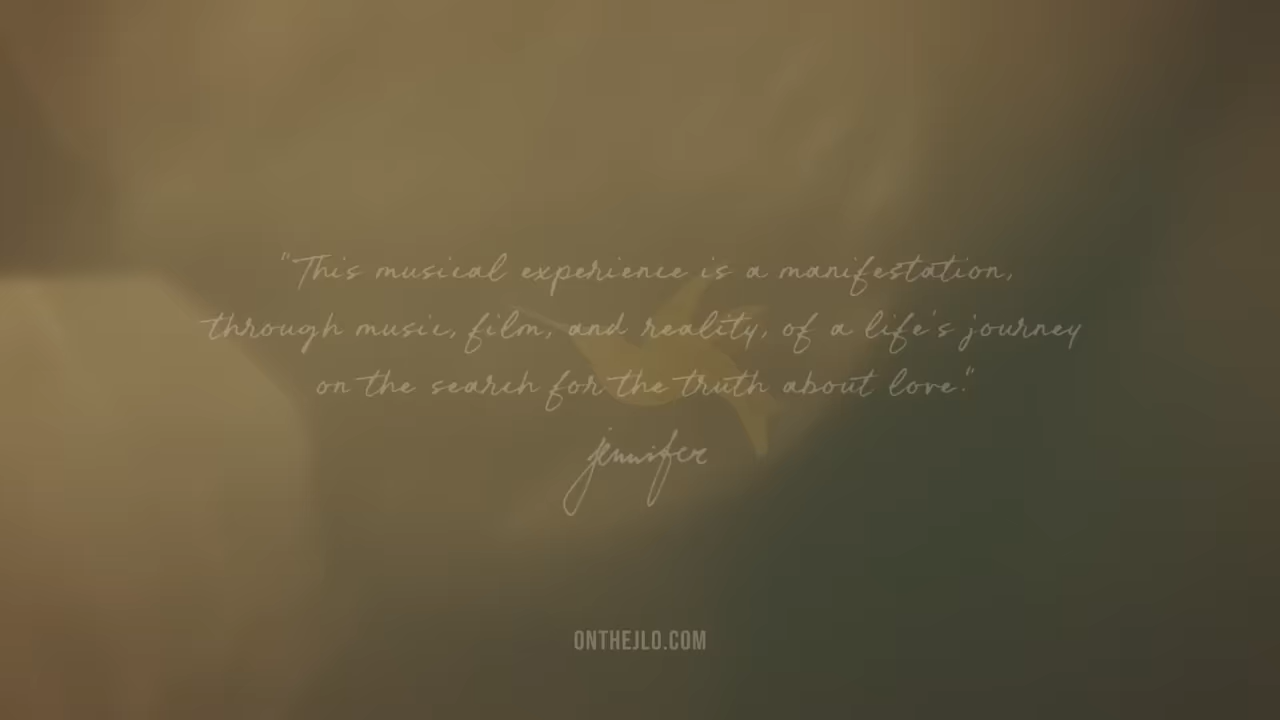 "This musical experience is a manifestation,
through music, film, and reality, of a life's journey
on the search for the truth about love."
jennifer
ONTHEJLO.COM